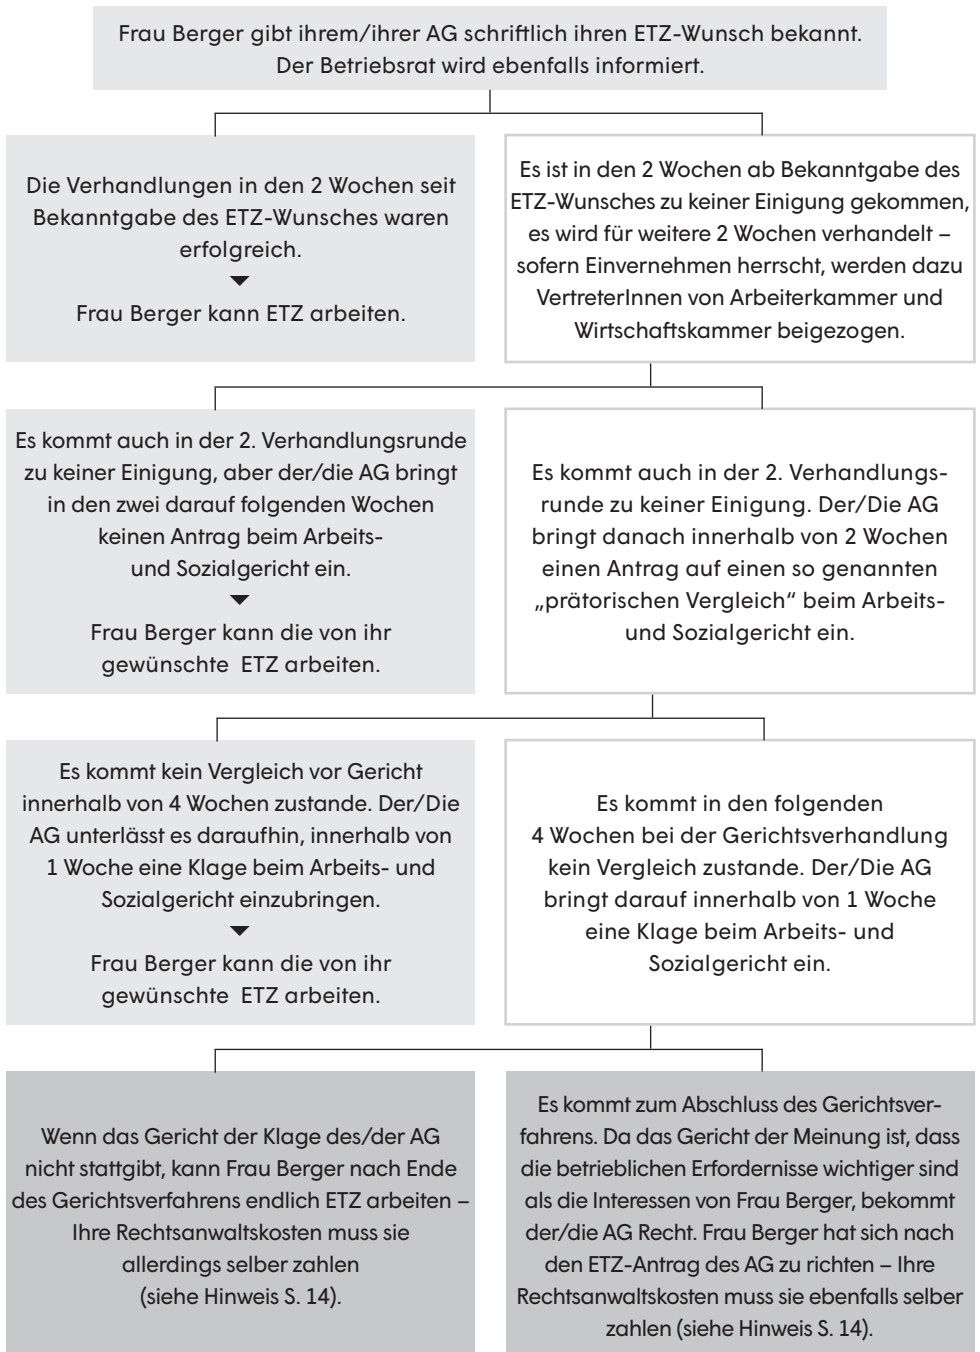 Frau Berger gibt ihrem/ihrer AG schriftlich ihren ETZ-Wunsch bekannt.
Der Betriebsrat wird ebenfalls informiert.
Die Verhandlungen in den 2 Wochen seit
Bekanntgabe des ETZ-Wunsches waren
erfolgreich.
Frau Berger kann ETZ arbeiten.
Es ist in den 2 Wochen ab Bekanntgabe des
ETZ-Wunsches zu keiner Einigung gekommen,
es wird für weitere 2 Wochen verhandelt –
sofern Einvernehmen herrscht, werden dazu
VertreterInnen von Arbeiterkammer und
Wirtschaftskammer beigezogen.
Es kommt auch in der 2. Verhandlungsrunde
zu keiner Einigung, aber der/die AG bringt
in den zwei darauf folgenden Wochen
keinen Antrag beim Arbeits-
und Sozialgericht ein.
Frau Berger kann die von ihr
gewünschte ETZ arbeiten.
Es kommt auch in der 2. Verhandlungs-
runde zu keiner Einigung. Der/Die AG
bringt danach innerhalb von 2 Wochen
einen Antrag auf einen so genannten
„prätorischen Vergleich“ beim Arbeits-
und Sozialgericht ein.
Es kommt kein Vergleich vor Gericht
innerhalb von 4 Wochen zustande. Der/Die
AG unterlässt es daraufhin, innerhalb von
1 Woche eine Klage beim Arbeits- und
Sozialgericht einzubringen.
Frau Berger kann die von ihr
gewünschte ETZ arbeiten.
Es kommt in den folgenden
4 Wochen bei der Gerichtsverhandlung
kein Vergleich zustande. Der/Die AG
bringt darauf innerhalb von 1 Woche
eine Klage beim Arbeits- und
Sozialgericht ein.
Wenn das Gericht der Klage des/der AG
nicht stattgibt, kann Frau Berger nach Ende
des Gerichtsverfahrens endlich ETZ arbeiten –
Ihre Rechtsanwaltskosten muss sie
allerdings selber zahlen
(siehe Hinweis S. 14).
Es kommt zum Abschluss des Gerichtsver-
fahrens. Da das Gericht der Meinung ist, dass
die betrieblichen Erfordernisse wichtiger sind
als die Interessen von Frau Berger, bekommt
der/die AG Recht. Frau Berger hat sich nach
den ETZ-Antrag des AG zu richten – Ihre
Rechtsanwaltskosten muss sie ebenfalls selber
zahlen (siehe Hinweis S. 14).